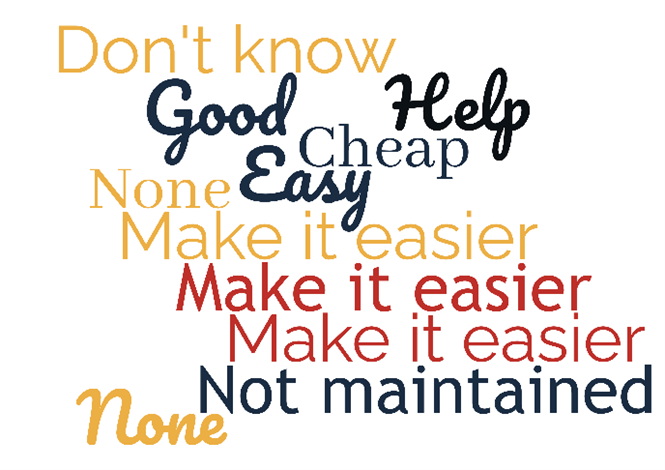 Don't know
Good
Help
Cheap
Easy
None
Make it easier
Make it easier
Make it easier
Not maintained
None